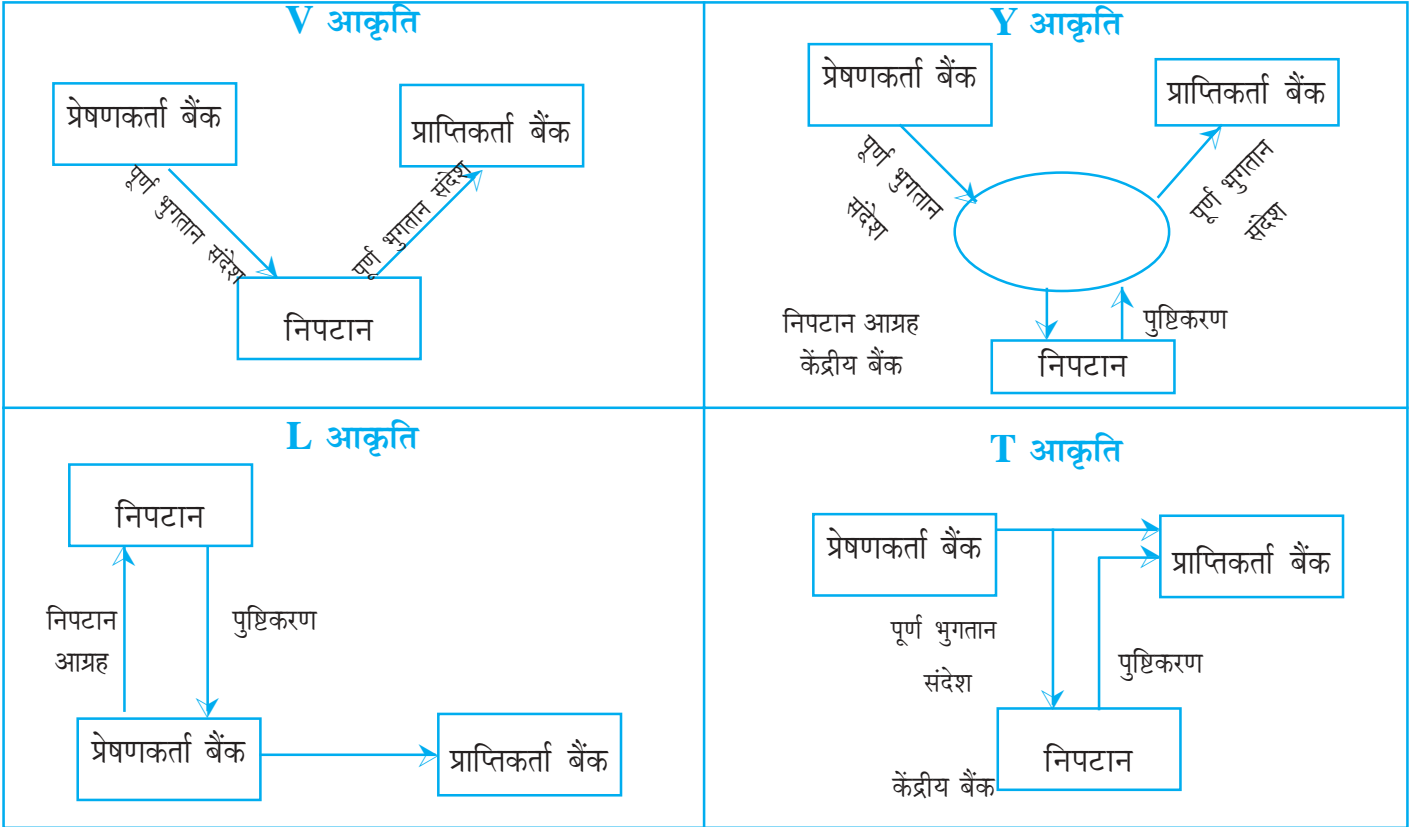 V आकृति
प्रेषणकर्ता बैंक
प्राप्तिकर्ता बैंक
पूर्ण भुगतान संदेश
पूर्ण भुगतान संदेश
निपटान
Y आकृति
प्रेषणकर्ता बैंक
प्राप्तिकर्ता बैंक
पूर्ण भुगतान
संदेश
पूर्ण भुगतान
संदेश
निपटान आग्रह
केंद्रीय बैंक
पुष्टिकरण
निपटान
L आकृति
निपटान
निपटान
आग्रह
पुष्टिकरण
प्रेषणकर्ता बैंक
प्राप्तिकर्ता बैंक
T आकृति
प्रेषणकर्ता बैंक
प्राप्तिकर्ता बैंक
पूर्ण भुगतान
संदेश
पुष्टिकरण
निपटान
केंद्रीय बैंक